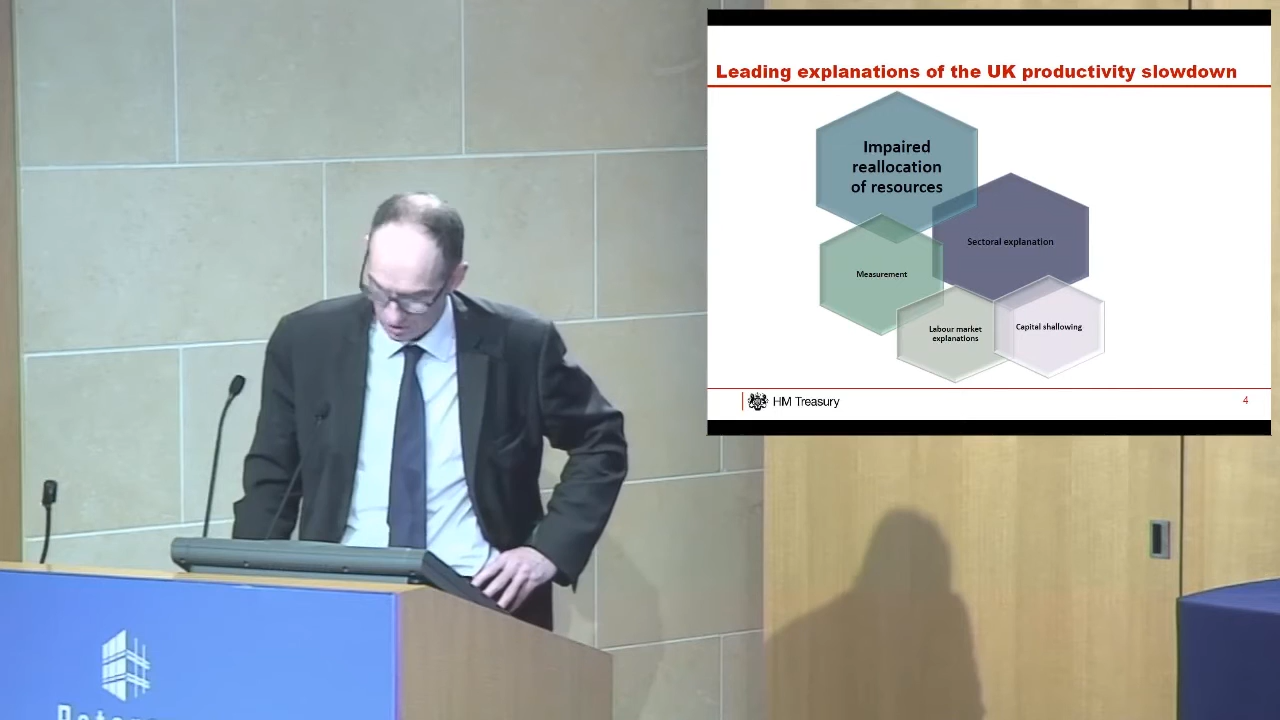 Leading explanations of the UK productivity slowdown
Impaired
reallocation
of resources
Sectoral explanation
Measurement
Labour market
explanations
Capital shallowing
HM Treasury
4